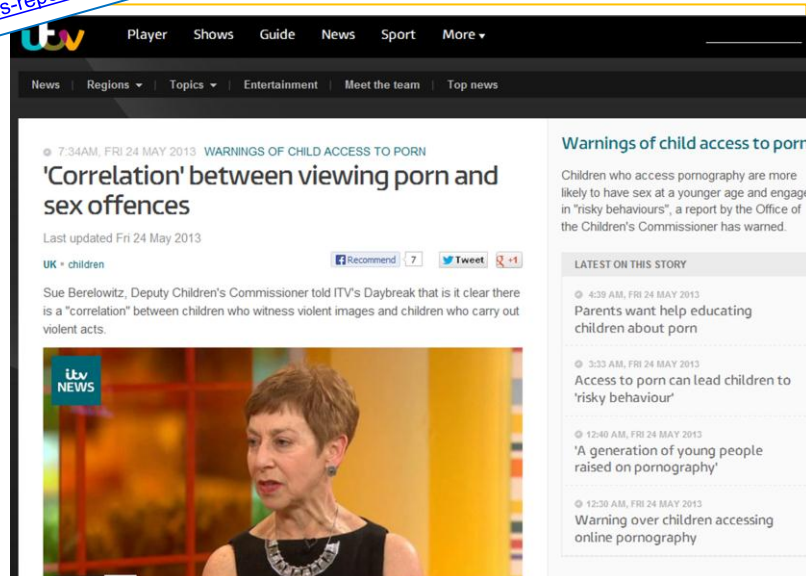 s-repo
itv
Player Shows Guide News Sport More
News Regions Topics Entertainment Meet the team Top news
7:34AM, FRI 24 MAY 2013 WARNINGS OF CHILD ACCESS TO PORN
'Correlation' between viewing porn and
sex offences
Last updated Fri 24 May 2013
UK children
Recommend 7 Tweet +1
Sue Berelowitz, Deputy Children's Commissioner told ITV's Daybreak that is it clear there
is a "correlation" between children who witness violent images and children who carry out
violent acts.
itv
NEWS
Warnings of child access to porn
Children who access pornography are more
likely to have sex at a younger age and engage
in "risky behaviours", a report by the Office of
the Children's Commissioner has warned.
LATEST ON THIS STORY
4:39 AM, FRI 24 MAY 2013
Parents want help educating
children about porn
3:33 AM, FRI 24 MAY 2013
Access to porn can lead children to
'risky behaviour'
12:40 AM, FRI 24 MAY 2013
'A generation of young people
raised on pornography'
12:30 AM, FRI 24 MAY 2013
Warning over children accessing
online pornography